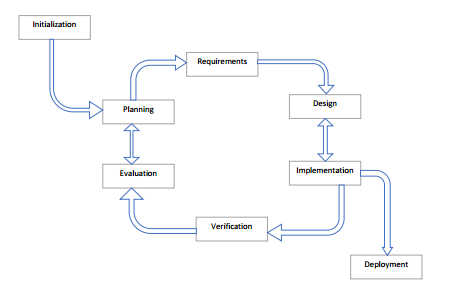 Initialization
Requirements
Planning
Design
Evaluation
Implementation
Verification
Deployment